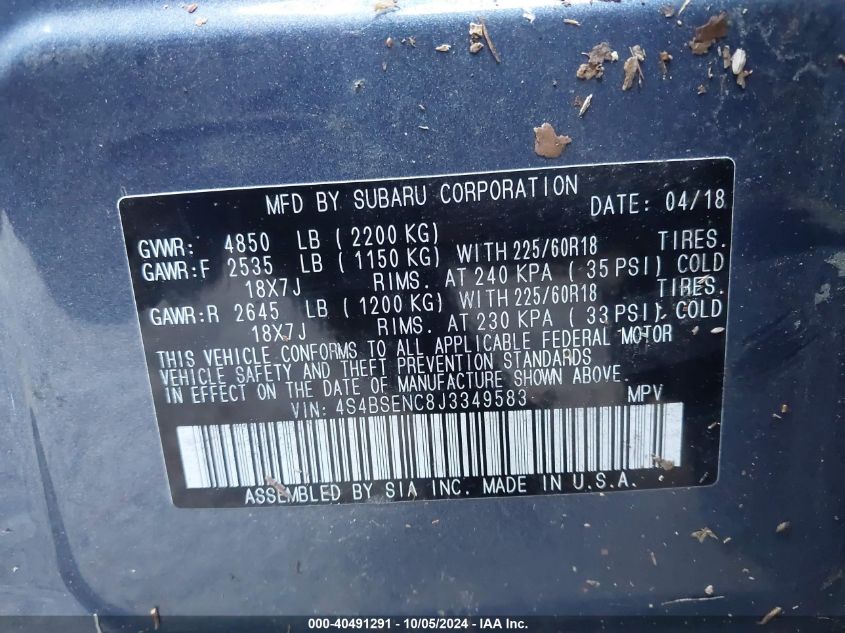 MFD BY SUBARU CORPORATION DATE: 04/18
GVWR: 4850 LB ( 2200 KG)
GAWR:F 2535 LB ( 1150 KG) WITH 225/60R18 TIRES.
18X7J RIMS. AT 240 KPA ( 35 PSI) COLD
GAWR:R 2645 LB ( 1200 KG) WITH 225/60R18 TIRES.
18X7J RIMS. AT 230 KPA ( 33 PSI) COLD
THIS VEHICLE CONFORMS TO ALL APPLICABLE FEDERAL MOTOR
VEHICLE SAFETY AND THEFT PREVENTION STANDARDS
IN EFFECT ON THE DATE OF MANUFACTURE SHOWN ABOVE.
VIN: 4S4BSENC8J3349583 MPV
ASSEMBLED BY SIA INC. MADE IN U.S.A.
000-40491291 - 10/05/2024 - IAA Inc.